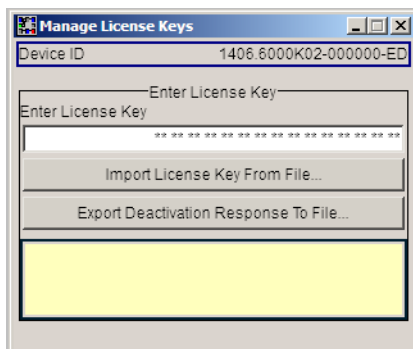 Manage License Keys
Device ID 1406.6000K02-000000-ED
Enter License Key
Enter License Key
** ** ** ** ** ** ** ** ** ** ** ** ** ** **
Import License Key From File...
Export Deactivation Response To File...